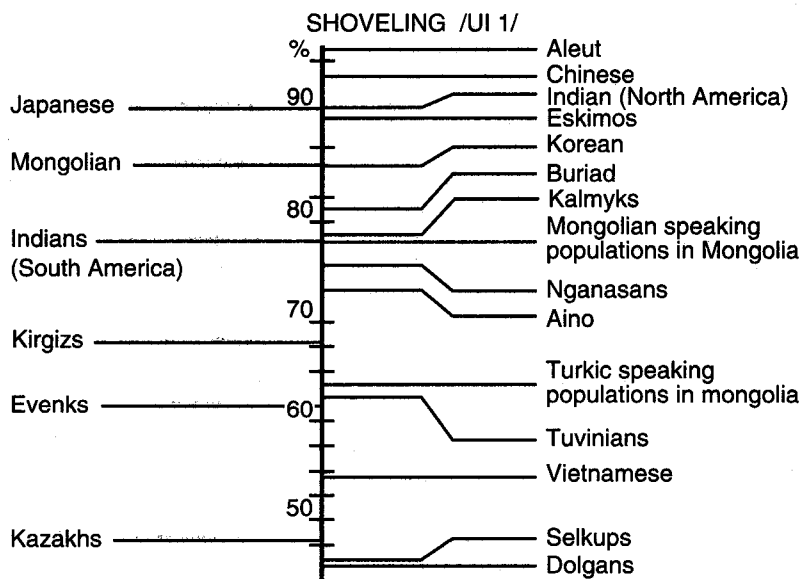 SHOVELING /UI 1/
%
90
80
70
60
50
Japanese
Mongolian
Indians
(South America)
Kirgizs
Evenks
Kazakhs
Aleut
Chinese
Indian (North America)
Eskimos
Korean
Buriad
Kalmyks
Mongolian speaking
populations in Mongolia
Nganasans
Aino
Turkic speaking
populations in mongolia
Tuvinians
Vietnamese
Selkups
Dolgans